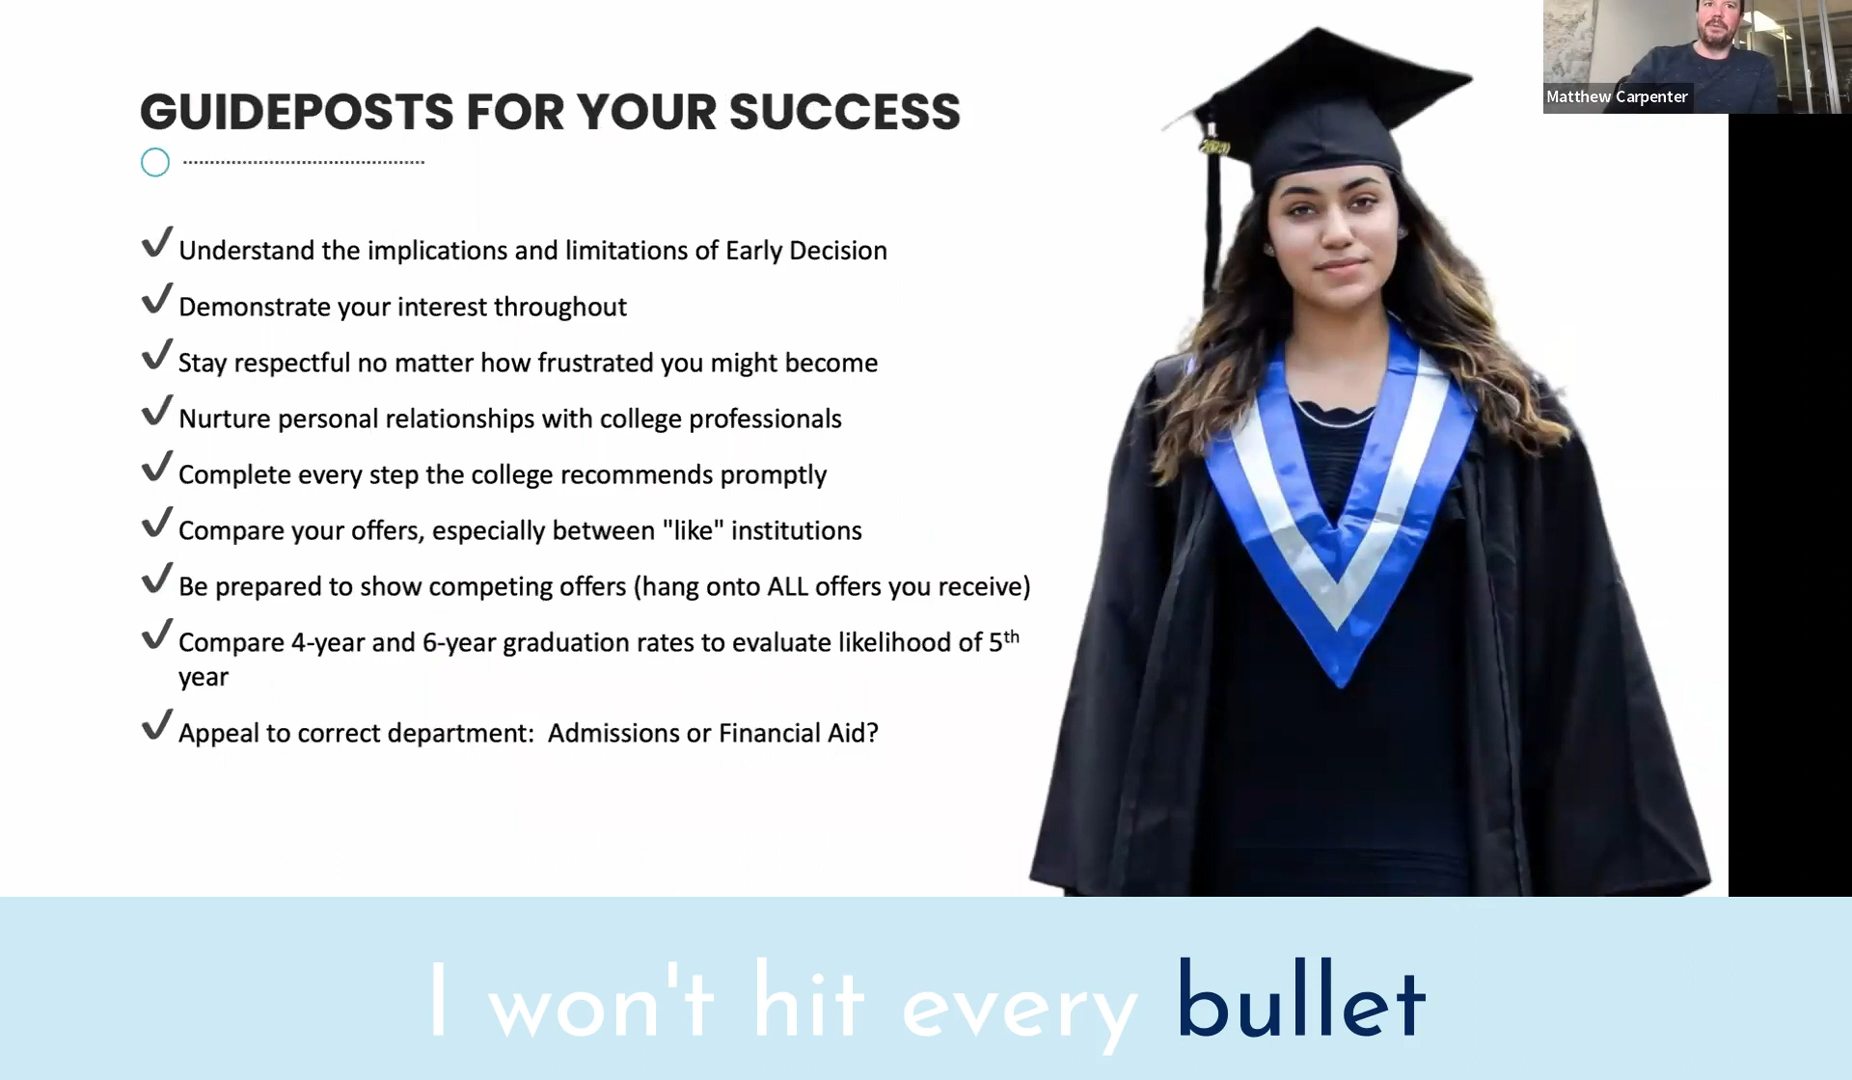 Matthew Carpenter
GUIDEPOSTS FOR YOUR SUCCESS
✓ Understand the implications and limitations of Early Decision
✓ Demonstrate your interest throughout
✓ Stay respectful no matter how frustrated you might become
✓ Nurture personal relationships with college professionals
✓ Complete every step the college recommends promptly
✓ Compare your offers, especially between "like" institutions
✓ Be prepared to show competing offers (hang onto ALL offers you receive)
✓ Compare 4-year and 6-year graduation rates to evaluate likelihood of 5th
year
✓ Appeal to correct department:  Admissions or Financial Aid?
I won't hit every bullet